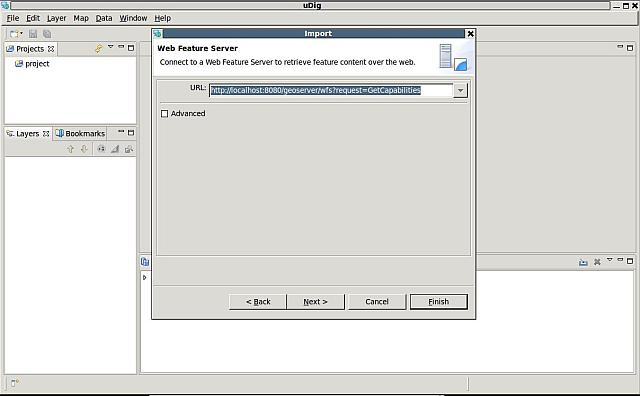 uDig
File Edit Layer Map Data Window Help
Projects
project
Layers Bookmarks
Import
Web Feature Server
Connect to a Web Feature Server to retrieve feature content over the web.
URL: http://localhost:8080/geoserver/wfs?request=GetCapabilities
Advanced
< Back Next > Cancel Finish